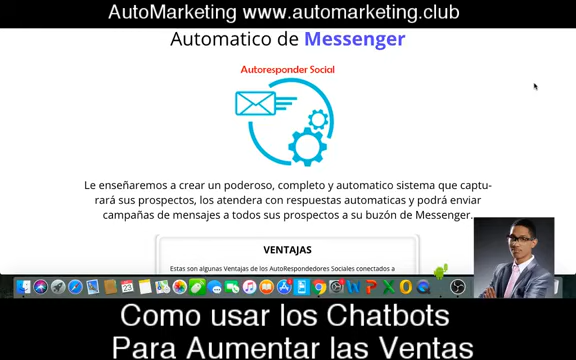 AutoMarketing www.automarketing.club
Automatico de Messenger
Autoresponder Social
Le enseñaremos a crear un poderoso, completo y automatico sistema que captu-
rará sus prospectos, los atendera con respuestas automaticas y podrá enviar
campañas de mensajes a todos sus prospectos a su buzón de Messenger.
VENTAJAS
Estas son algunas Ventajas de los AutoRespondedores Sociales conectados a
Como usar los Chatbots
Para Aumentar las Ventas